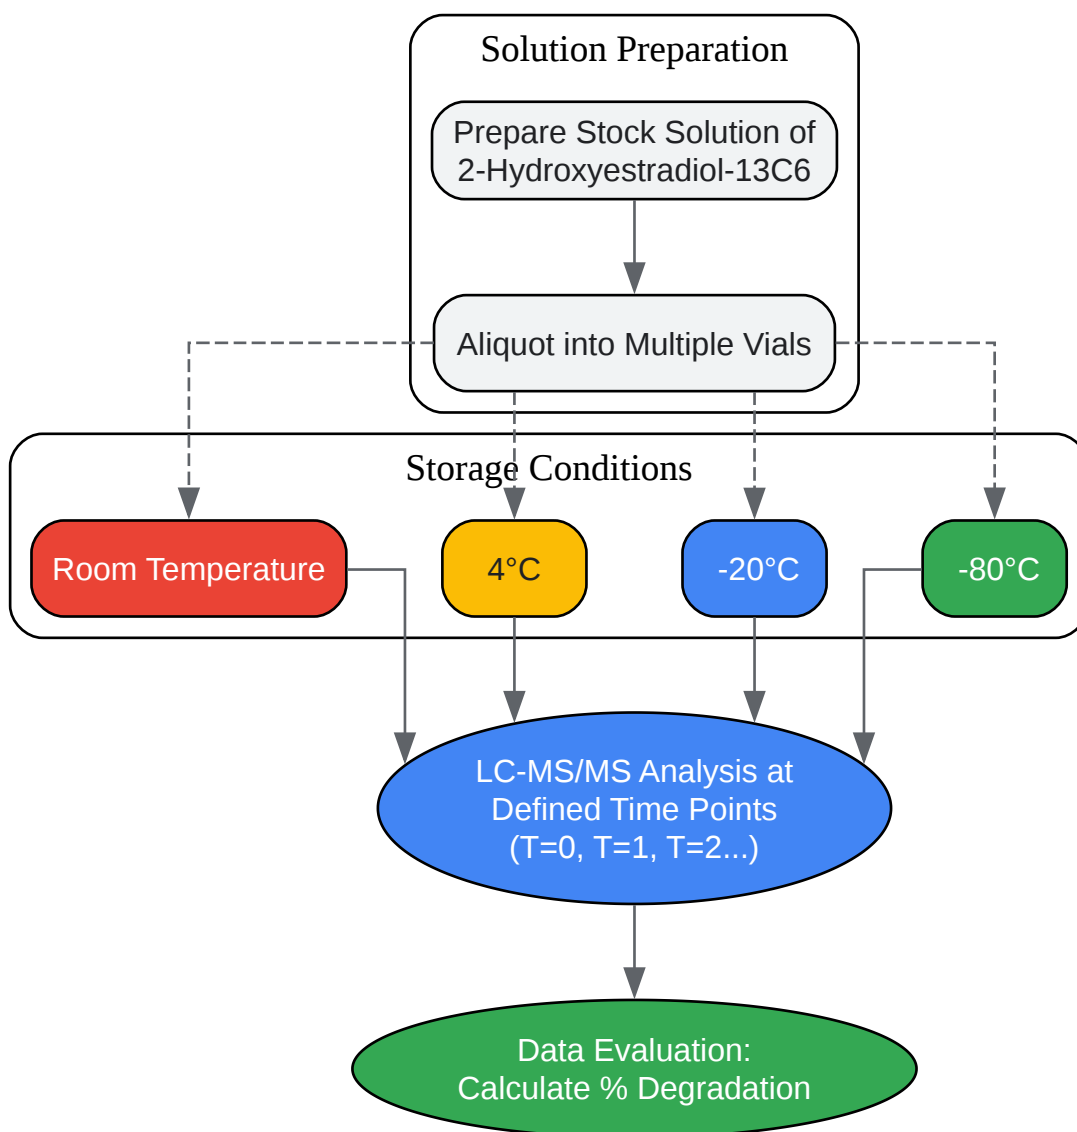 Solution Preparation
Prepare Stock Solution of
2-Hydroxyestradiol-13C6
Aliquot into Multiple Vials
Storage Conditions
Room Temperature
4°C
-20°C
-80°C
LC-MS/MS Analysis at
Defined Time Points
(T=0, T=1, T=2...)
Data Evaluation:
Calculate % Degradation